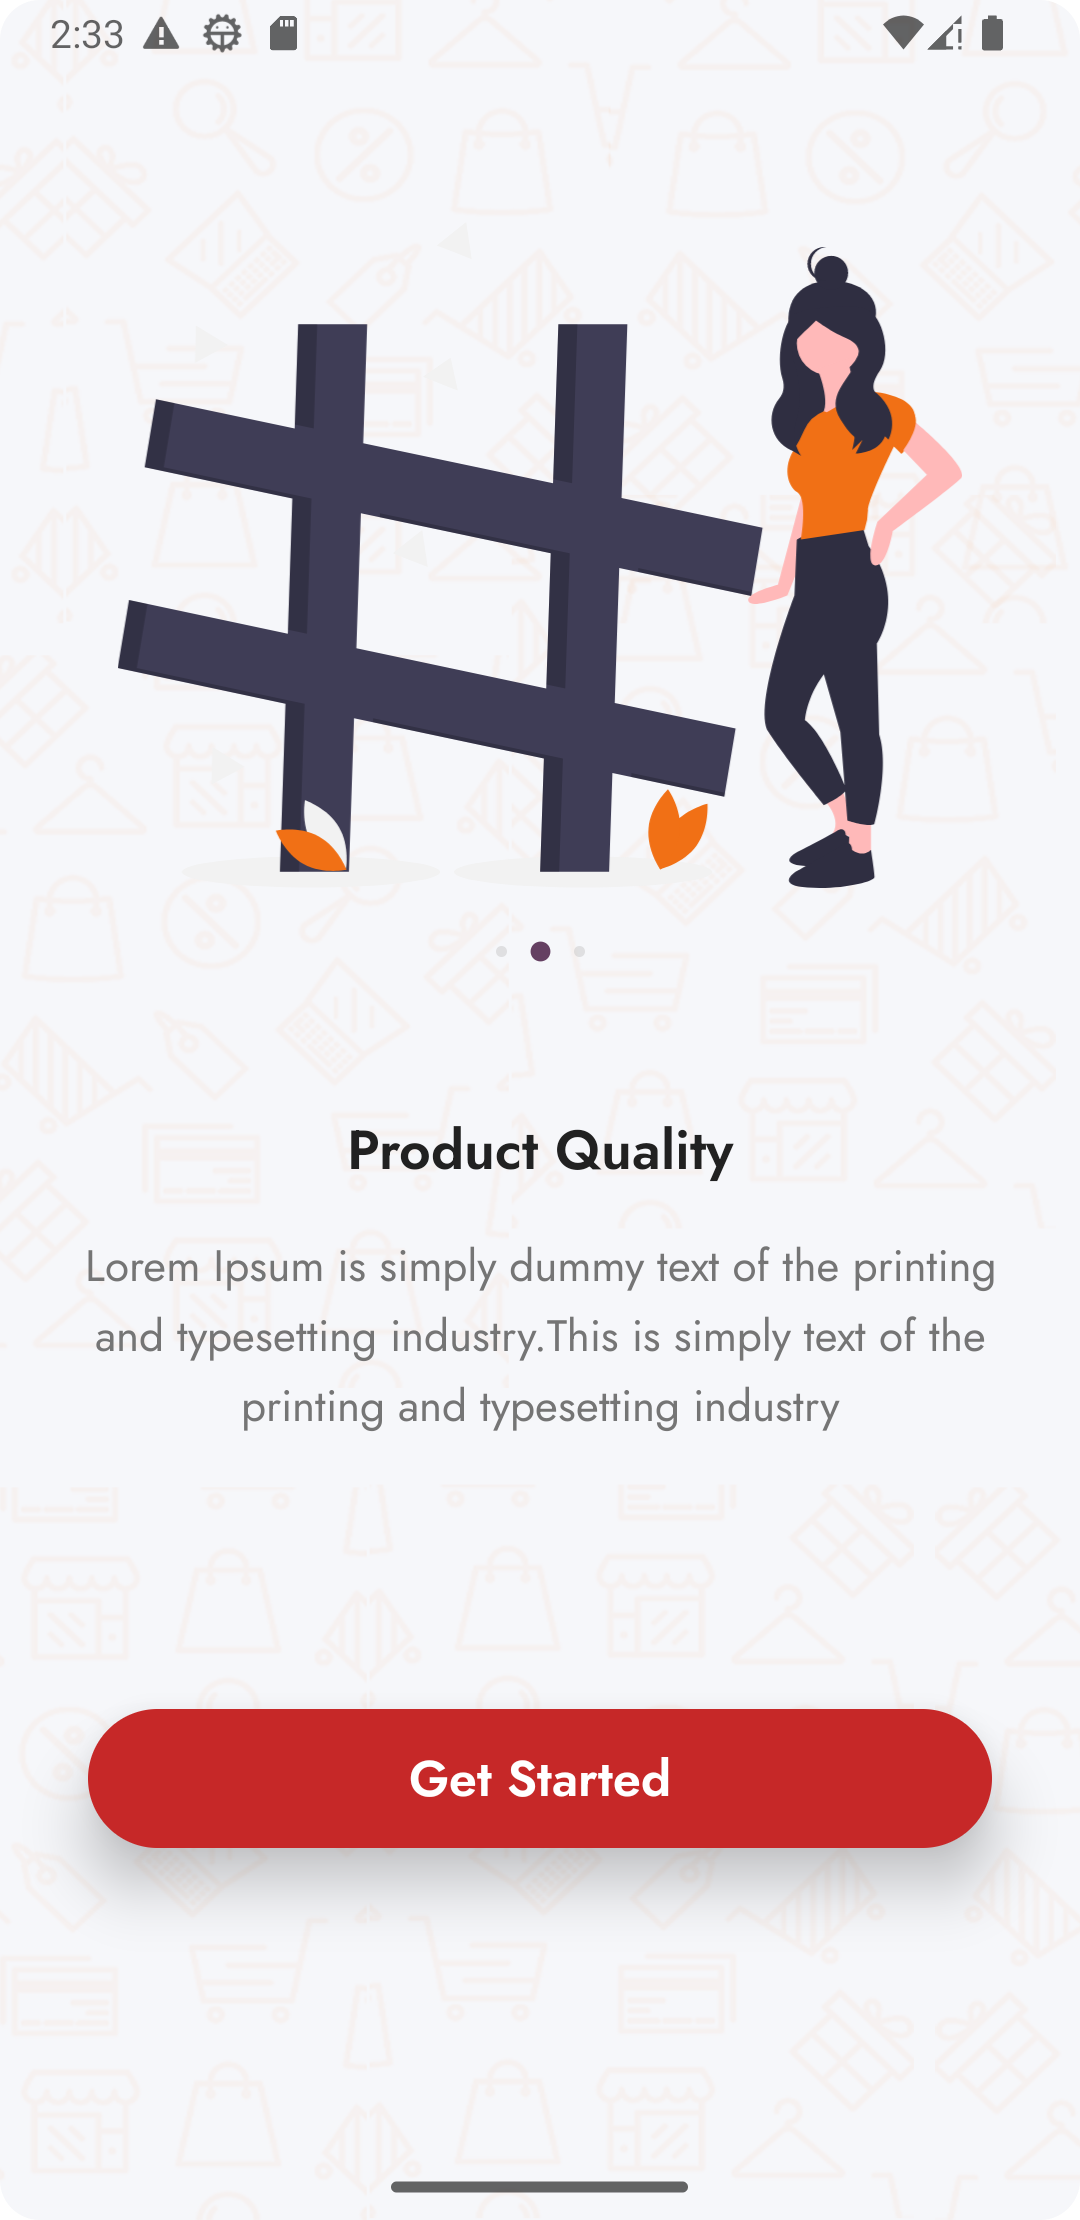 2:33
Product Quality
Lorem Ipsum is simply dummy text of the printing
and typesetting industry.This is simply text of the
printing and typesetting industry
Get Started